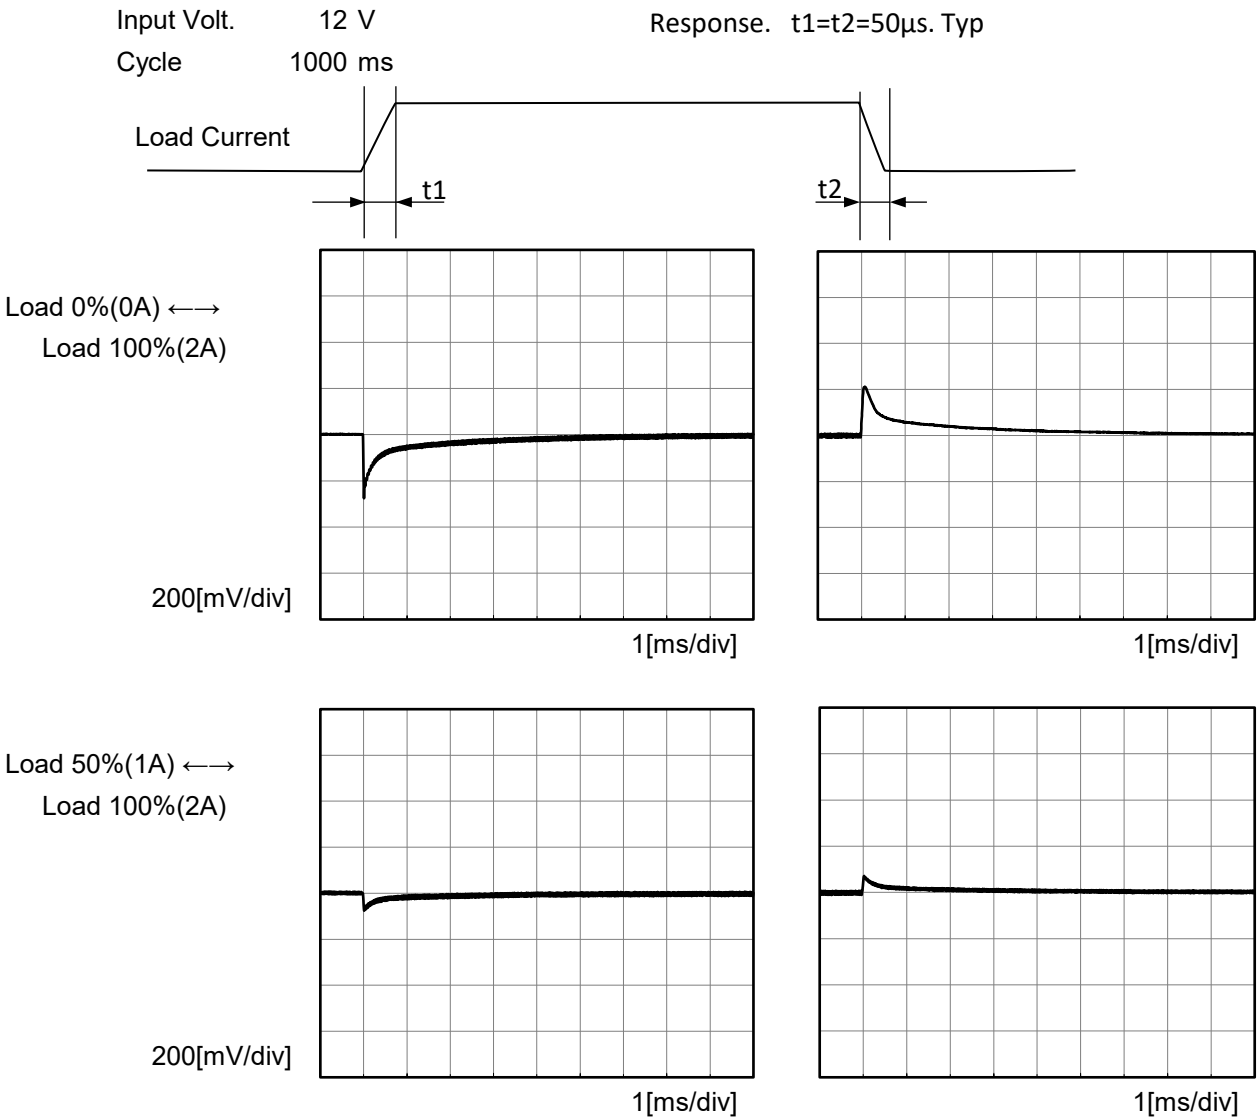 Input Volt. 12 V Response. t1=t2=50μs. Typ
Cycle 1000 ms
Load Current
t1 t2
Load 0%(0A) ←→
Load 100%(2A)
200[mV/div]
1[ms/div] 1[ms/div]
Load 50%(1A) ←→
Load 100%(2A)
200[mV/div]
1[ms/div] 1[ms/div]